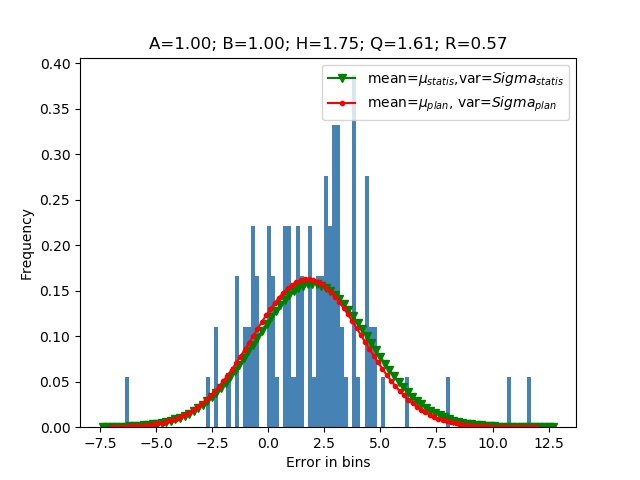 A=1.00; B=1.00; H=1.75; Q=1.61; R=0.57
mean=μstatis,var=Sigmastatis
mean=μplan, var=Sigmaplan
0.40
0.35
0.30
0.25
0.20
0.15
0.10
0.05
0.00
Frequency
−7.5 −5.0 −2.5 0.0 2.5 5.0 7.5 10.0 12.5
Error in bins